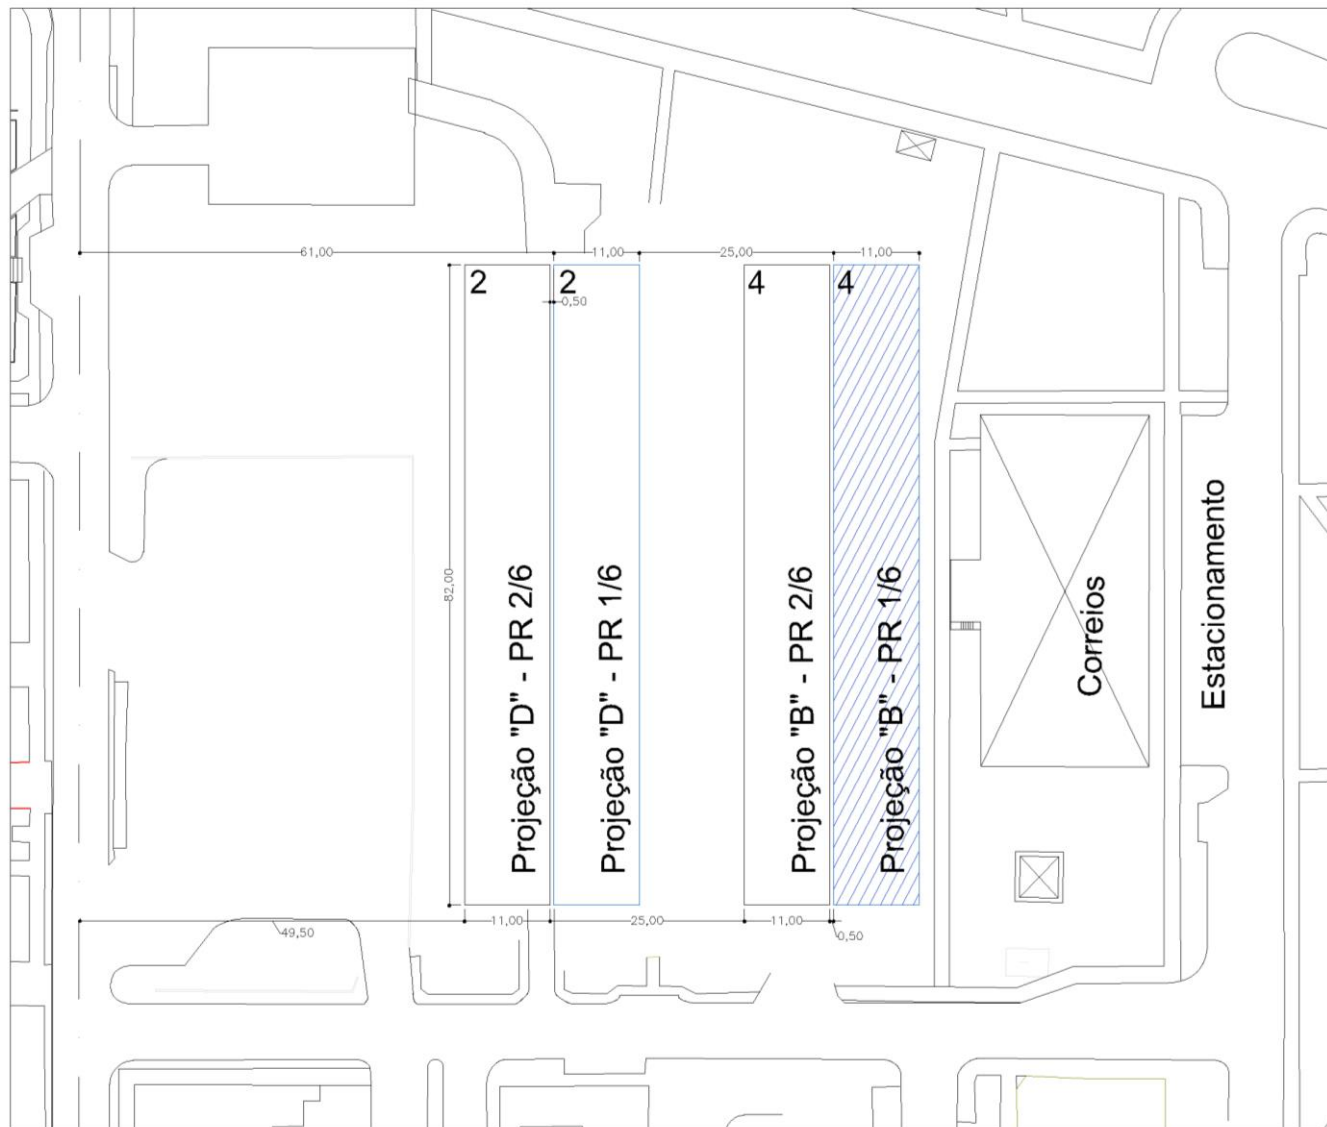 61,00
11,00
25,00
11,00
2
2
4
4
0,50
82,00
Projeção "D" - PR 2/6
Projeção "D" - PR 1/6
Projeção "B" - PR 2/6
Projeção "B" - PR 1/6
Correios
Estacionamento
49,50
11,00
25,00
11,00
0,50